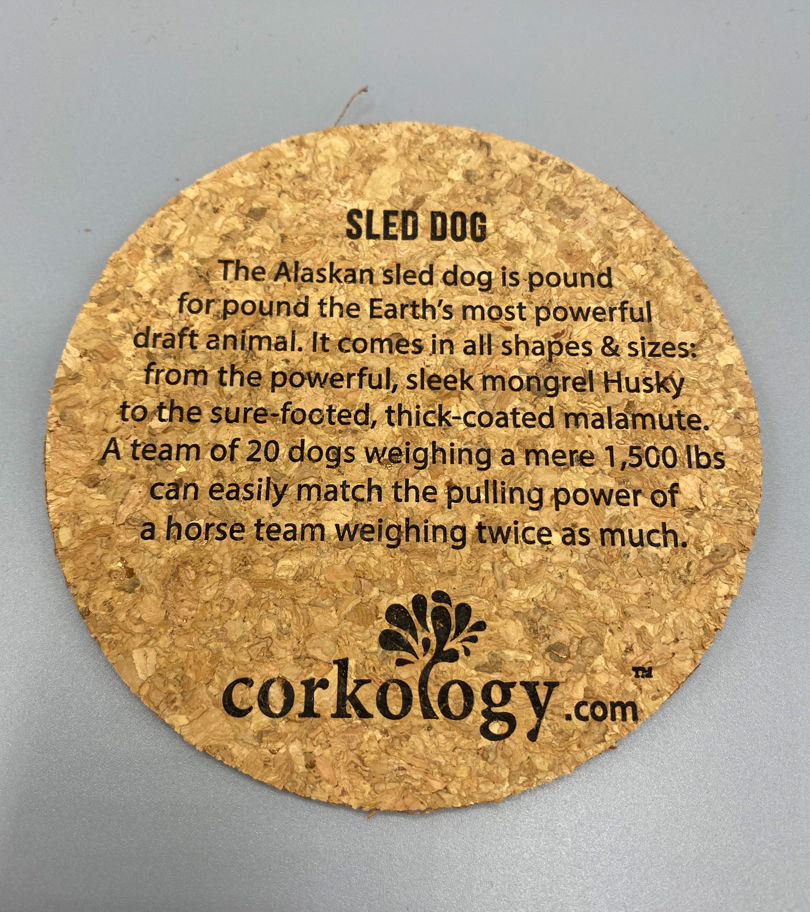 SLED DOG
The Alaskan sled dog is pound
for pound the Earth's most powerful
draft animal. It comes in all shapes & sizes:
from the powerful, sleek mongrel Husky
to the sure-footed, thick-coated malamute.
A team of 20 dogs weighing a mere 1,500 lbs
can easily match the pulling power of
a horse team weighing twice as much.
corkology.com™